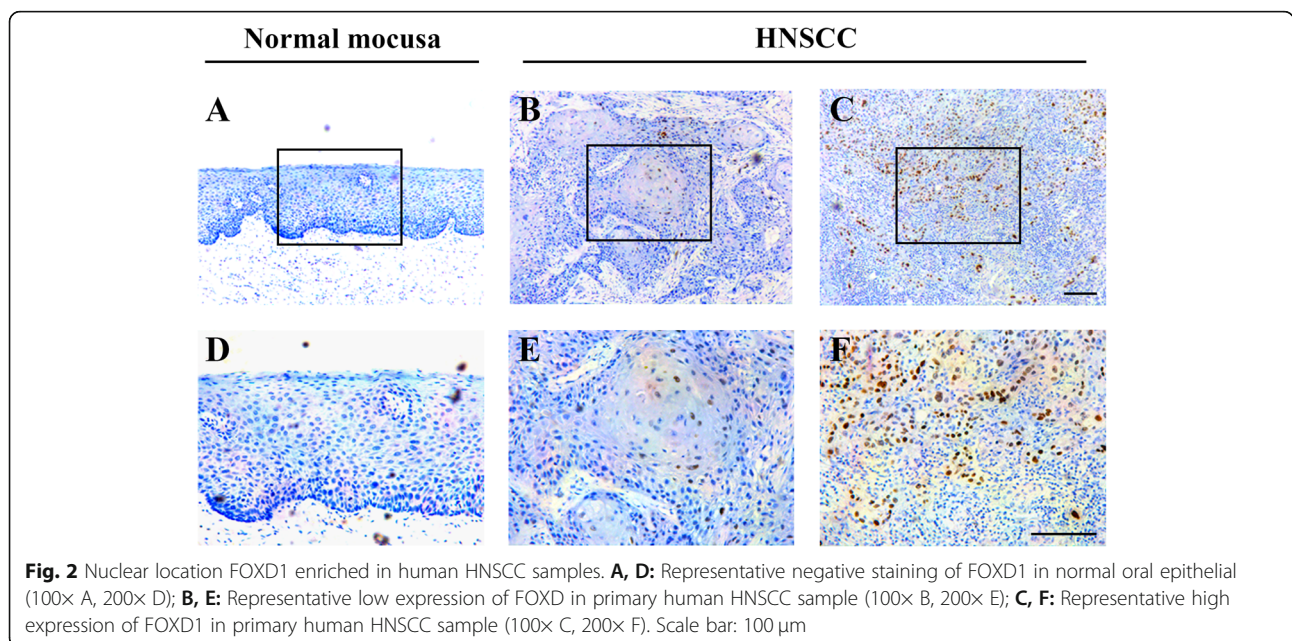 Normal mocusa HNSCC
A B C
D E F
Fig. 2 Nuclear location FOXD1 enriched in human HNSCC samples. A, D: Representative negative staining of FOXD1 in normal oral epithelial
(100× A, 200× D); B, E: Representative low expression of FOXD in primary human HNSCC sample (100× B, 200× E); C, F: Representative high
expression of FOXD1 in primary human HNSCC sample (100× C, 200× F). Scale bar: 100 μm